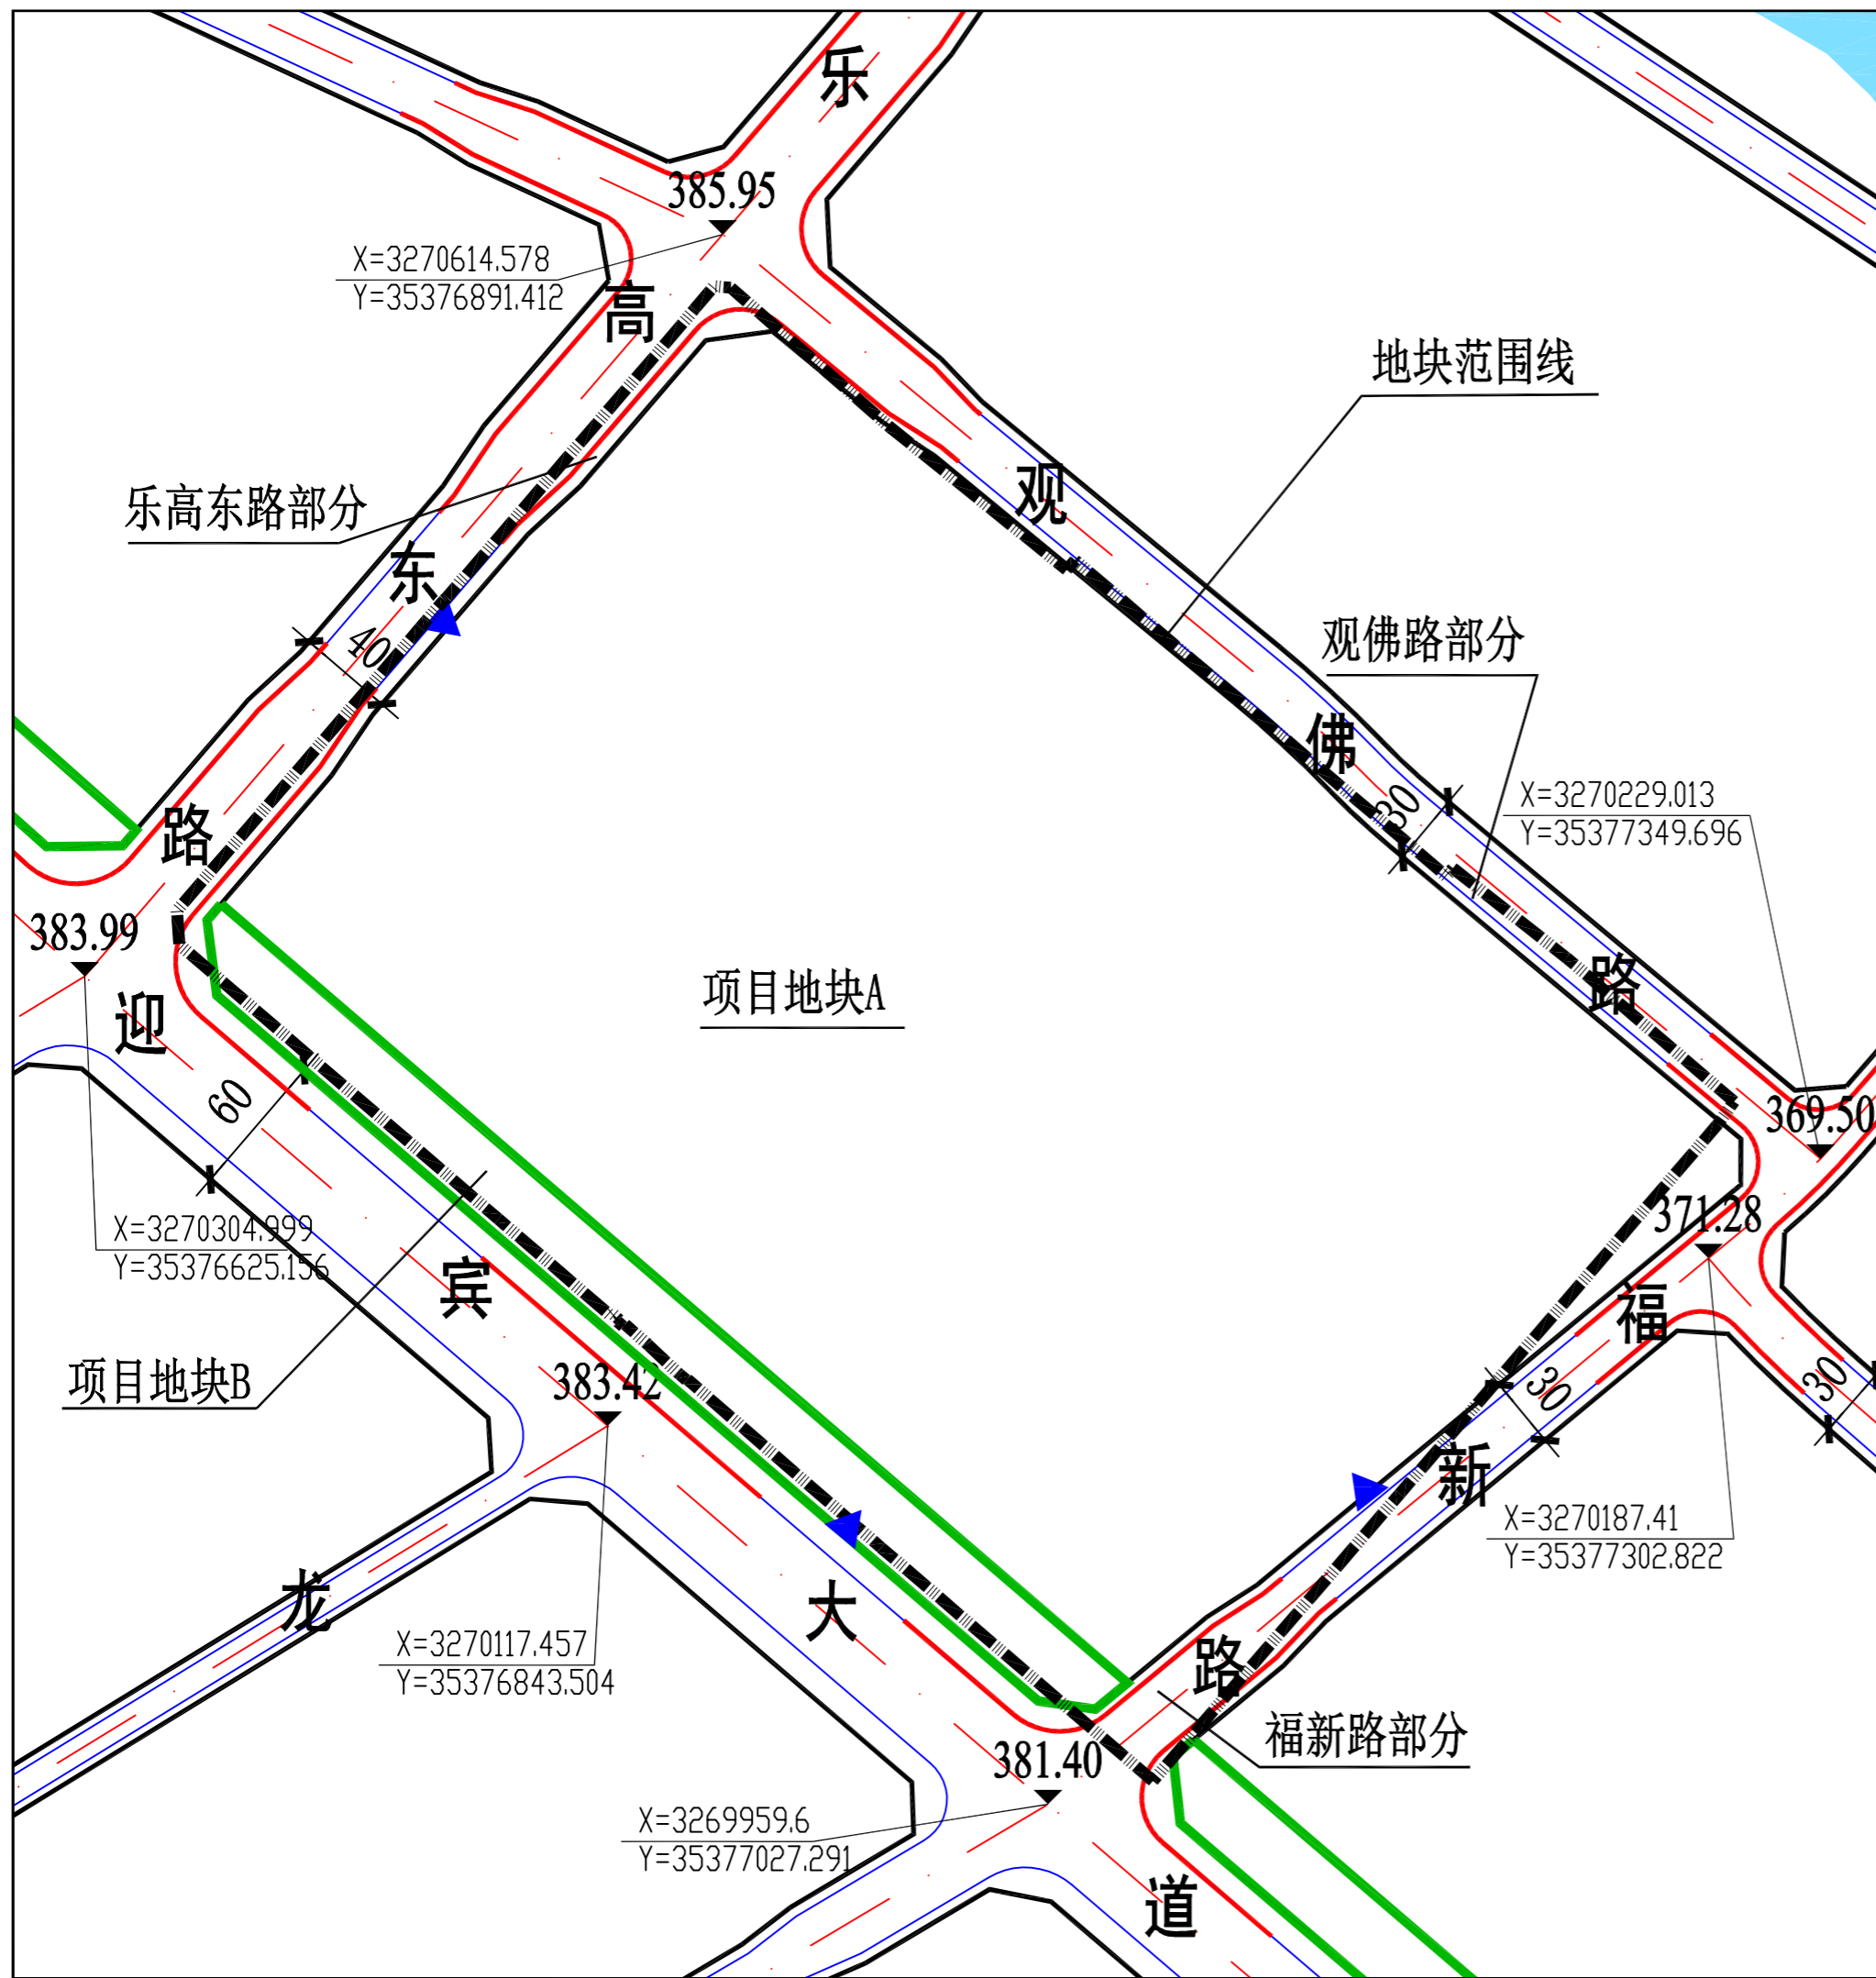 乐
385.95
X=3270614.578
Y=35376891.412
高
地块范围线
观
乐高东路部分
东
40
观佛路部分
佛
30
X=3270229.013
Y=35377349.696
路
383.99
迎
项目地块A
路
60
369.50
371.28
X=3270304.999
Y=35376625.156
宾
福
项目地块B
383.42
30
30
新
X=3270187.41
Y=35377302.822
龙
大
X=3270117.457
Y=35376843.504
路
福新路部分
381.40
X=3269959.6
Y=35377027.291
道